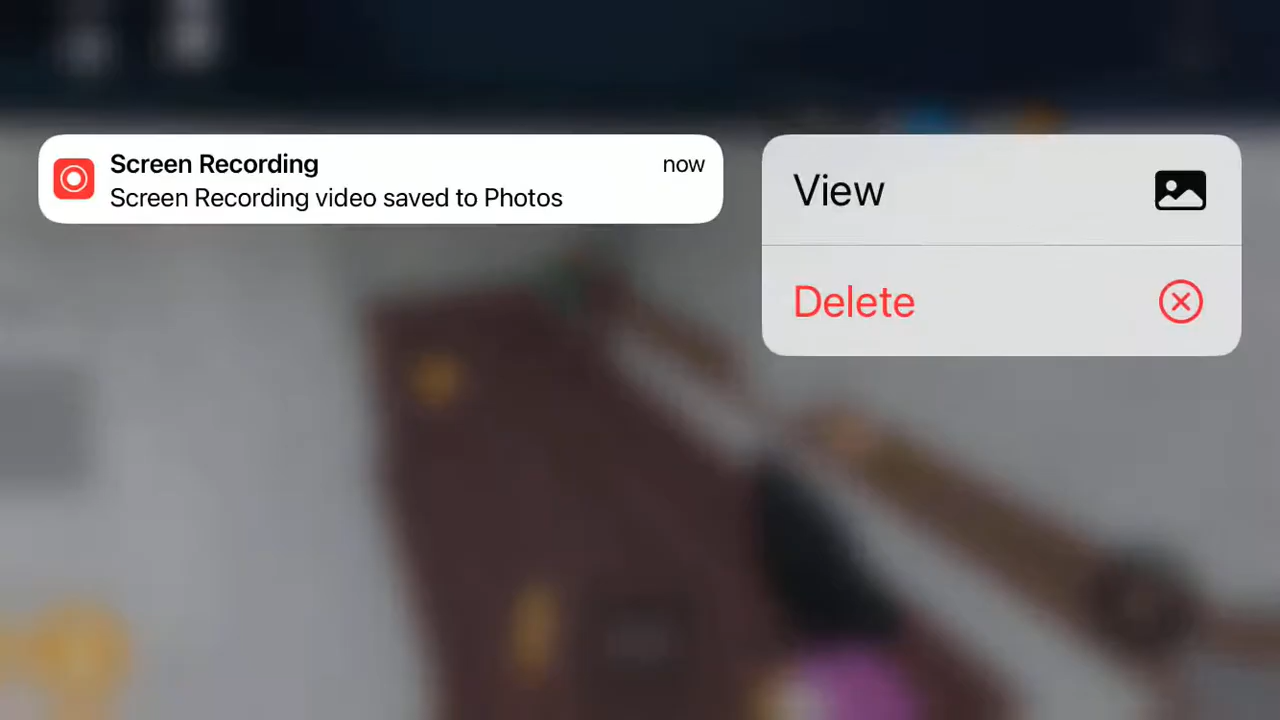 Screen Recording
now
Screen Recording video saved to Photos
View
Delete